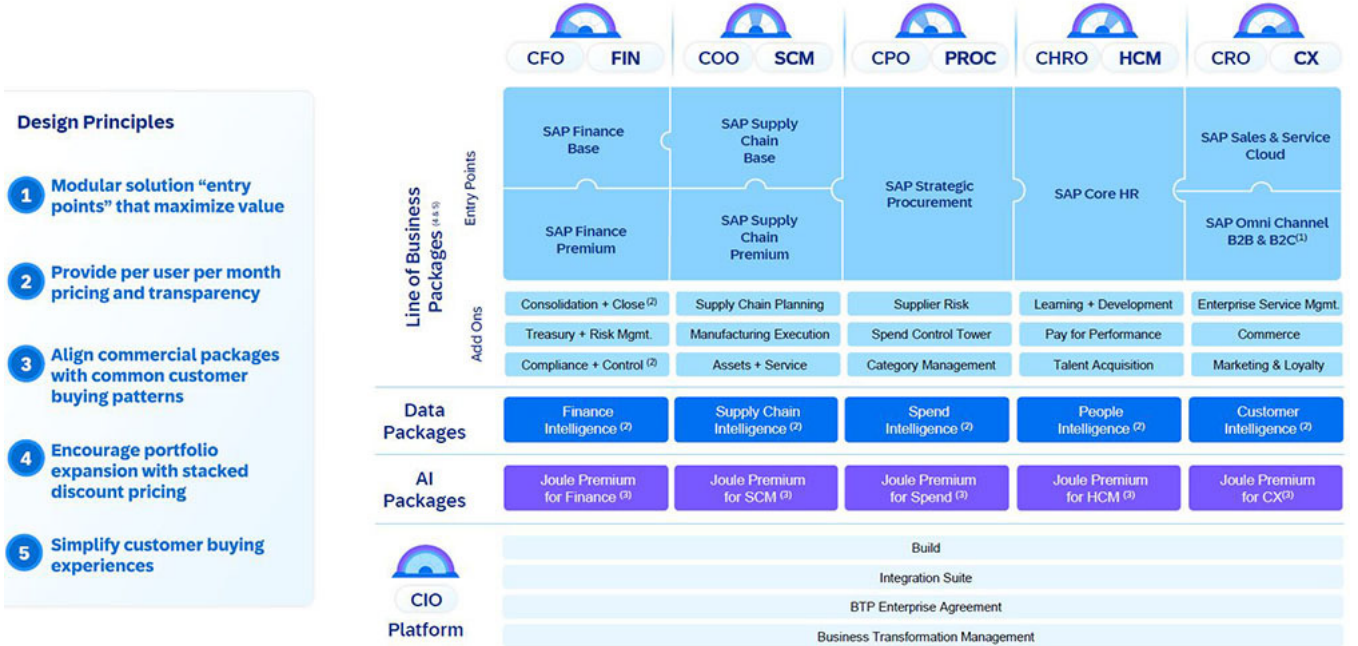 CFO FIN
COO SCM
CPO PROC
CHRO HCM
CRO CX
Design Principles
1 Modular solution “entry
points” that maximize value
2 Provide per user per month
pricing and transparency
3 Align commercial packages
with common customer
buying patterns
4 Encourage portfolio
expansion with stacked
discount pricing
5 Simplify customer buying
experiences
Line of Business
Packages (4 & 5)
Entry Points
SAP Finance
Base
SAP Supply
Chain
Base
SAP Strategic
Procurement
SAP Core HR
SAP Sales & Service
Cloud
SAP Finance
Premium
SAP Supply
Chain
Premium
SAP Omni Channel
B2B & B2C(1)
Add Ons
Consolidation + Close (2)
Supply Chain Planning
Supplier Risk
Learning + Development
Enterprise Service Mgmt.
Treasury + Risk Mgmt.
Manufacturing Execution
Spend Control Tower
Pay for Performance
Commerce
Compliance + Control (2)
Assets + Service
Category Management
Talent Acquisition
Marketing & Loyalty
Data
Packages
Finance
Intelligence (2)
Supply Chain
Intelligence (2)
Spend
Intelligence (2)
People
Intelligence (2)
Customer
Intelligence (2)
AI
Packages
Joule Premium
for Finance (3)
Joule Premium
for SCM (3)
Joule Premium
for Spend (3)
Joule Premium
for HCM (3)
Joule Premium
for CX(3)
CIO
Platform
Build
Integration Suite
BTP Enterprise Agreement
Business Transformation Management